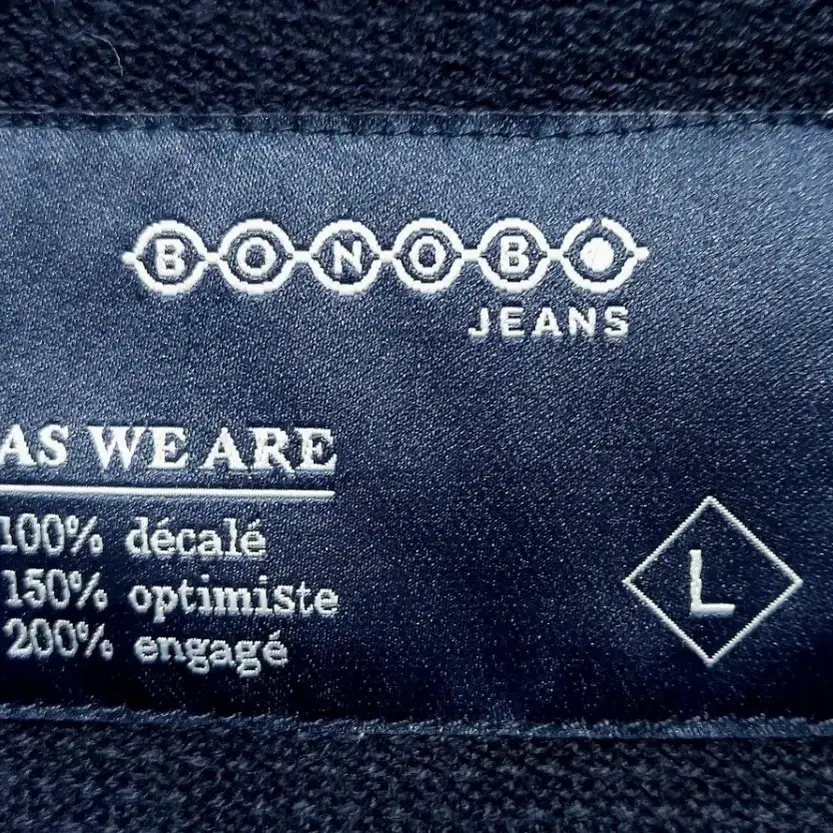 BONOBO
JEANS
AS WE ARE
100% décalé
150% optimiste
200% engagé
L